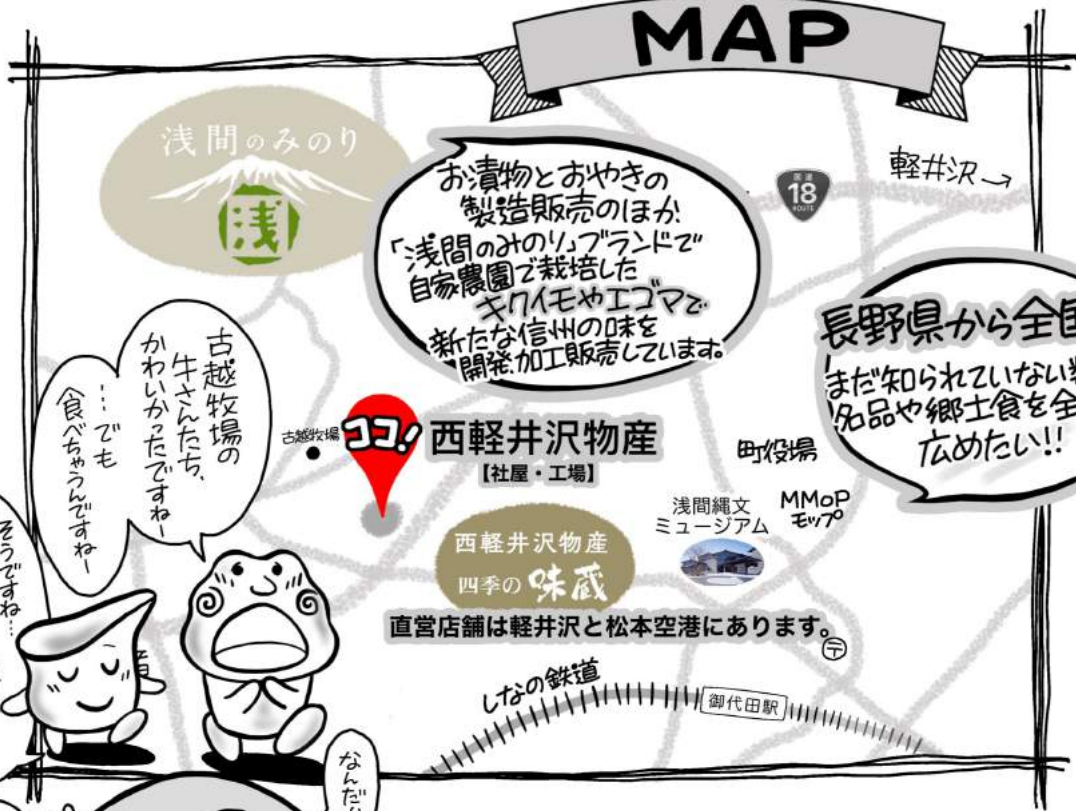 MAP
浅間のみのり
浅
お漬物とおやきの
製造販売のほか、
「浅間のみのり」ブランドで
自家農園で栽培した
キクイモやエゴマで
新たな信州の味を
開発加工販売しています。
国道
18
ROUTE
軽井沢→
長野県から全国
まだ知られていない
名品や郷土食を全
広めたい!!
古越牧場の
牛さんたち、
かわいかったですねー
…でも
食べちゃうんですねー
そうですね…
古越牧場
ココ!
西軽井沢物産
【社屋・工場】
町役場
浅間縄文
ミュージアム
MMoP
モップ
西軽井沢物産
四季の味蔵
直営店舗は軽井沢と松本空港にあります。
〒
しなの鉄道
御代田駅
なんだか